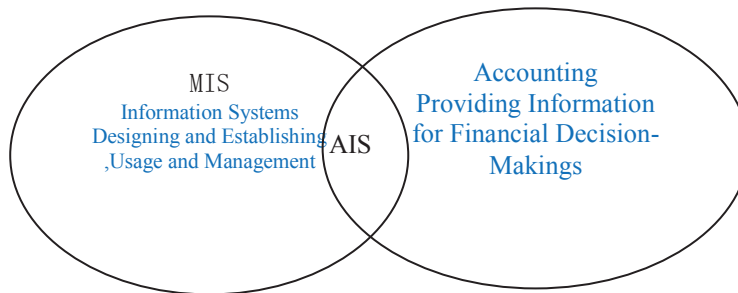 MIS
Information Systems
Designing and Establishing
,Usage and Management
AIS
Accounting
Providing Information
for Financial Decision-
Makings